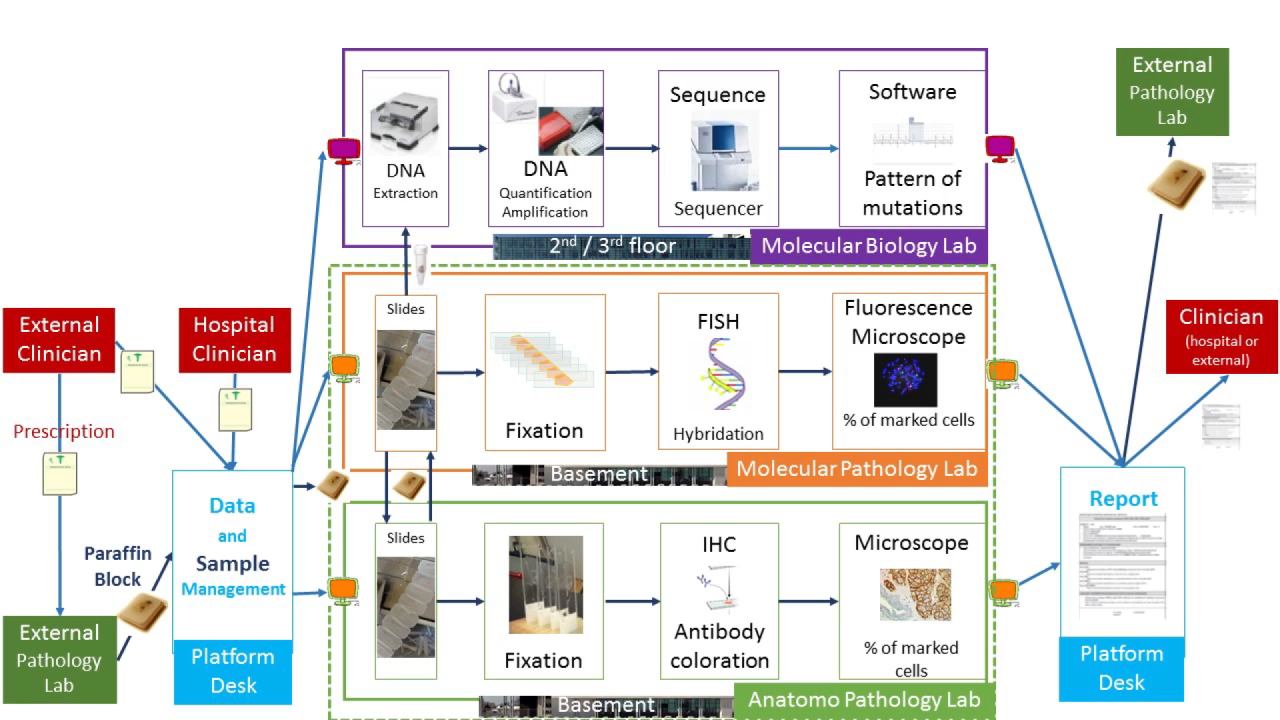 External
Clinician
Hospital
Clinician
Prescription
External
Pathology
Lab
Paraffin
Block
Data
and
Sample
Management
Platform
Desk
DNA
Extraction
DNA
Quantification
Amplification
Sequence
Sequencer
Software
Pattern of
mutations
2nd / 3rd floor
Molecular Biology Lab
Slides
Fixation
FISH
Hybridation
Fluorescence
Microscope
% of marked cells
Basement
Molecular Pathology Lab
Slides
Fixation
IHC
Antibody
coloration
Microscope
% of marked
cells
Basement
Anatomo Pathology Lab
External
Pathology
Lab
Clinician
(hospital or
external)
Report
Platform
Desk